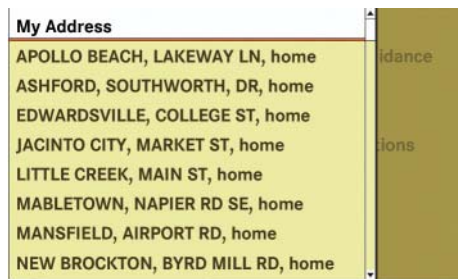 My Address
APOLLO BEACH, LAKEWAY LN, home
ASHFORD, SOUTHWORTH, DR, home
EDWARDSVILLE, COLLEGE ST, home
JACINTO CITY, MARKET ST, home
LITTLE CREEK, MAIN ST, home
MABLETOWN, NAPIER RD SE, home
MANSFIELD, AIRPORT RD, home
NEW BROCKTON, BYRD MILL RD, home
idance
tions